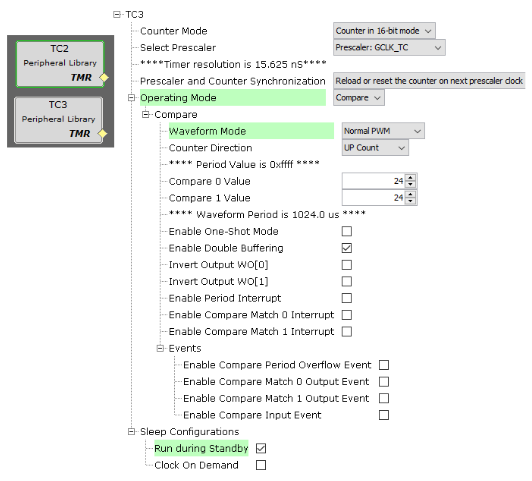 TC2
Peripheral Library
TMR
TC3
Peripheral Library
TMR
TC3
Counter Mode Counter in 16-bit mode
Select Prescaler Prescaler: GCLK_TC
****Timer resolution is 15.625 nS****
Prescaler and Counter Synchronization Reload or reset the counter on next prescaler clock
Operating Mode Compare
Compare
Waveform Mode Normal PWM
Counter Direction UP Count
**** Period Value is 0xffff ****
Compare 0 Value 24
Compare 1 Value 24
**** Waveform Period is 1024.0 us ****
Enable One-Shot Mode
Enable Double Buffering
Invert Output WO[0]
Invert Output WO[1]
Enable Period Interrupt
Enable Compare Match 0 Interrupt
Enable Compare Match 1 Interrupt
Events
Enable Compare Period Overflow Event
Enable Compare Match 0 Output Event
Enable Compare Match 1 Output Event
Enable Compare Input Event
Sleep Configurations
Run during Standby
Clock On Demand